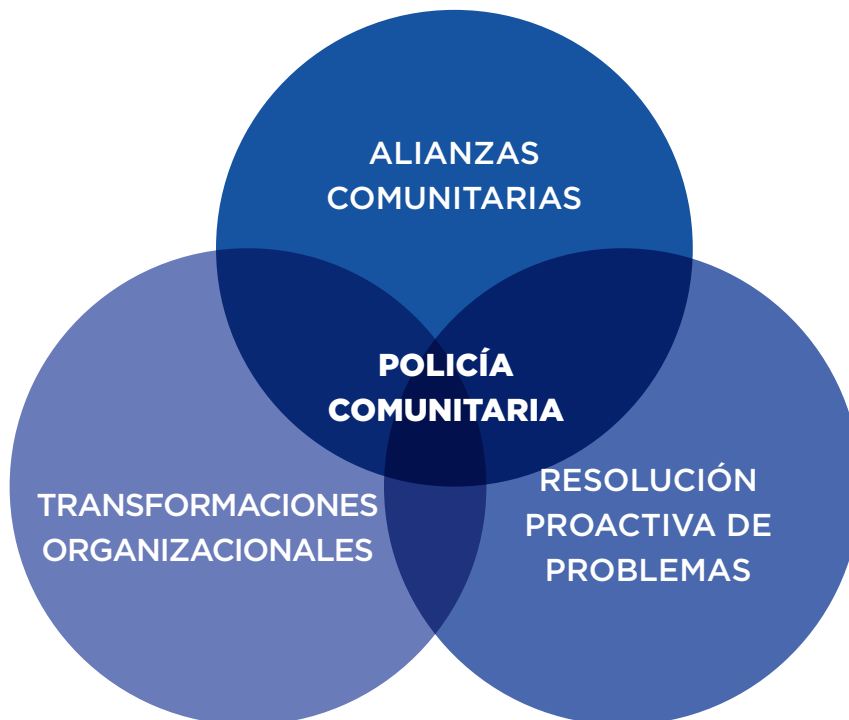 ALIANZAS
COMUNITARIAS
POLICÍA
COMUNITARIA
TRANSFORMACIONES
ORGANIZACIONALES
RESOLUCIÓN
PROACTIVA DE
PROBLEMAS